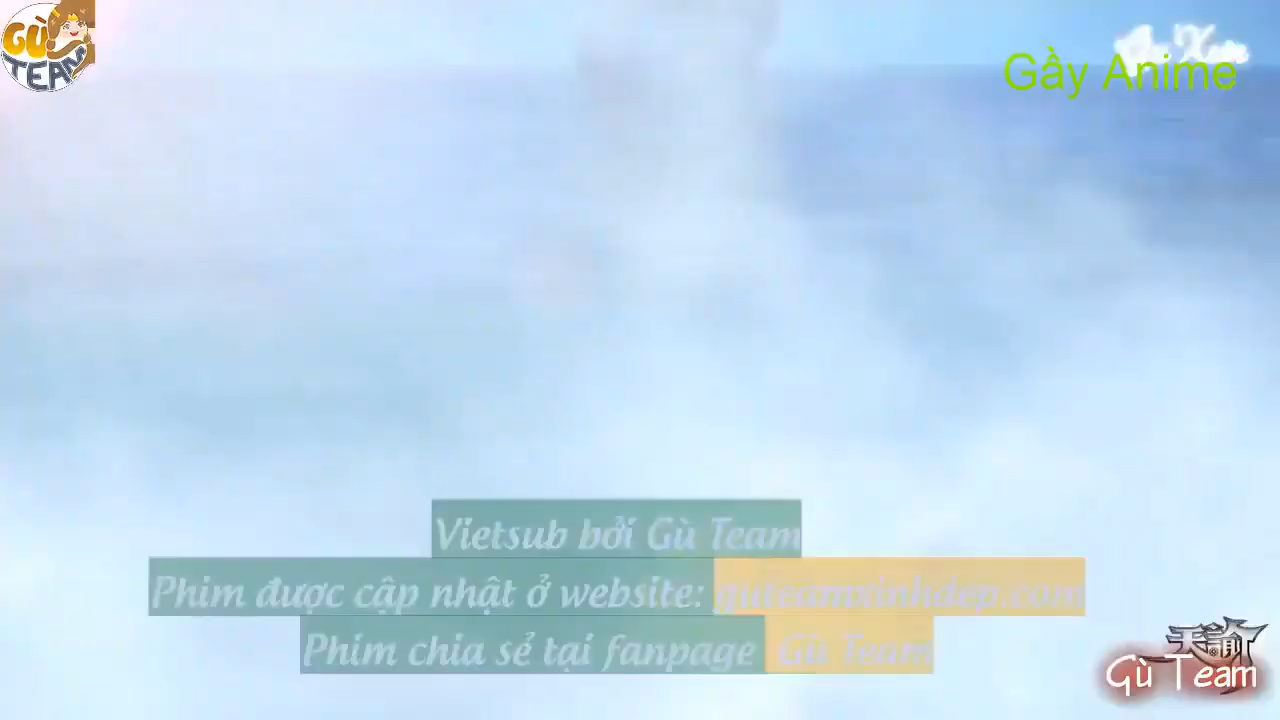 GÙ
TEAM
Gầy Anime
Vietsub bởi Gù Team
Phim được cập nhật ở website: guteamxinhdep.com
Phim chia sẻ tại fanpage Gù Team
天諭
Gù Team